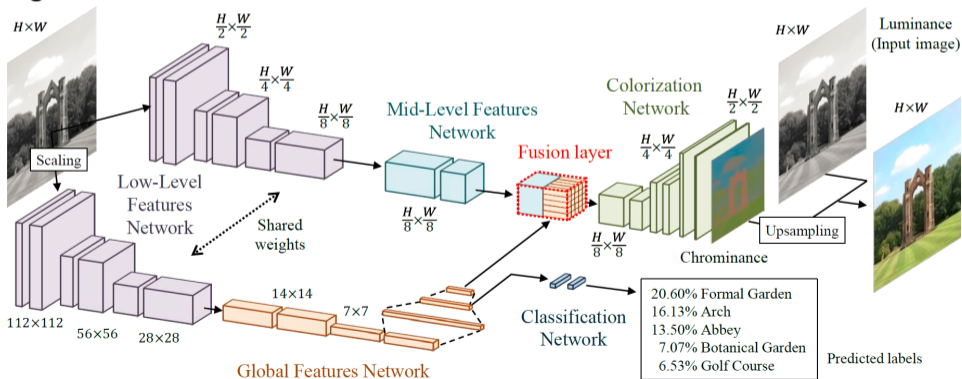 H×W
H/2 × W/2
H/4 × W/4
H/8 × W/8
Scaling
Low-Level
Features
Network
Shared
weights
112×112
56×56
28×28
Mid-Level Features
Network
H/8 × W/8
Fusion layer
14×14
7×7
Global Features Network
Colorization
Network
H/8 × W/8
H/4 × W/4
H/2 × W/2
Chrominance
Classification
Network
H×W
Luminance
(Input image)
H×W
Upsampling
20.60% Formal Garden
16.13% Arch
13.50% Abbey
7.07% Botanical Garden
6.53% Golf Course
Predicted labels